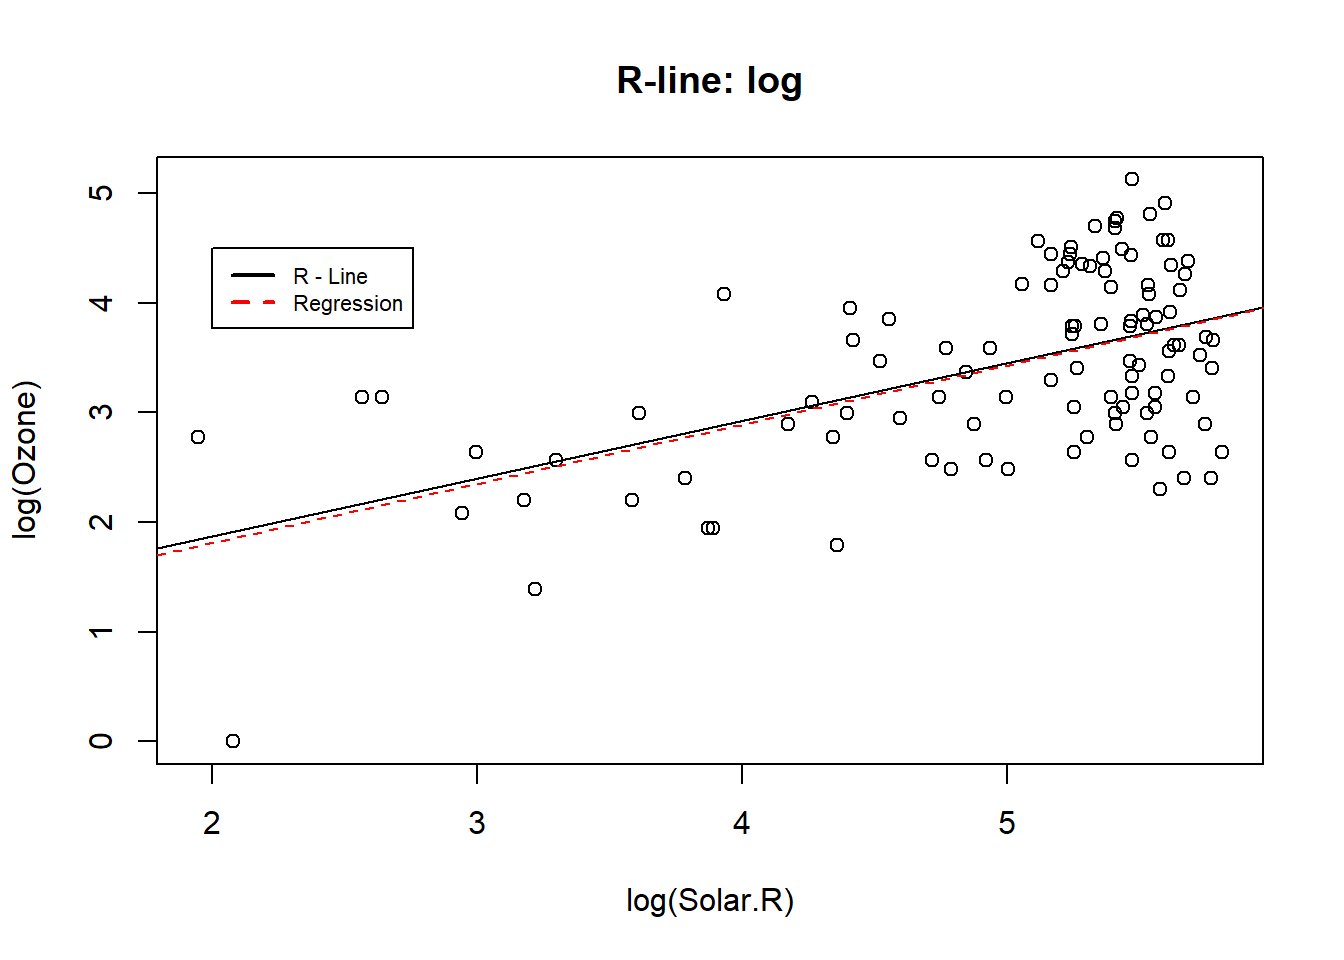 R-line: log
log(Ozone)
5
4
3
2
1
0
R - Line
Regression
2 3 4 5
log(Solar.R)